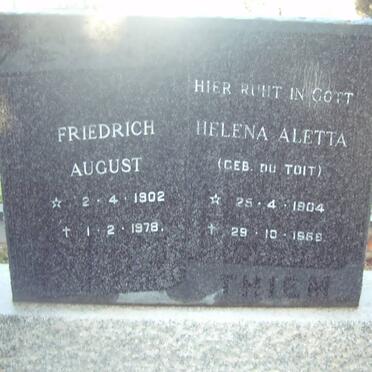 FRIEDRICH
AUGUST
☆ 2 - 4 - 1902
† 1 - 2 - 1978.
HIER RUHT IN GOTT
HELENA ALETTA
(GEB. DU TOIT)
☆ 25 - 4 - 1904
† 29 - 10 - 1968
THIEM